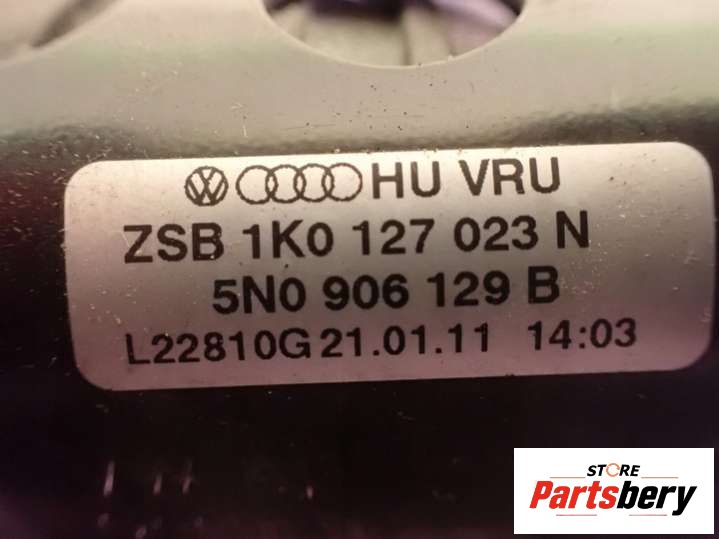 HU VRU
ZSB 1K0 127 023 N
5N0 906 129 B
L22810G 21.01.11 14:03
STORE
Partsbery